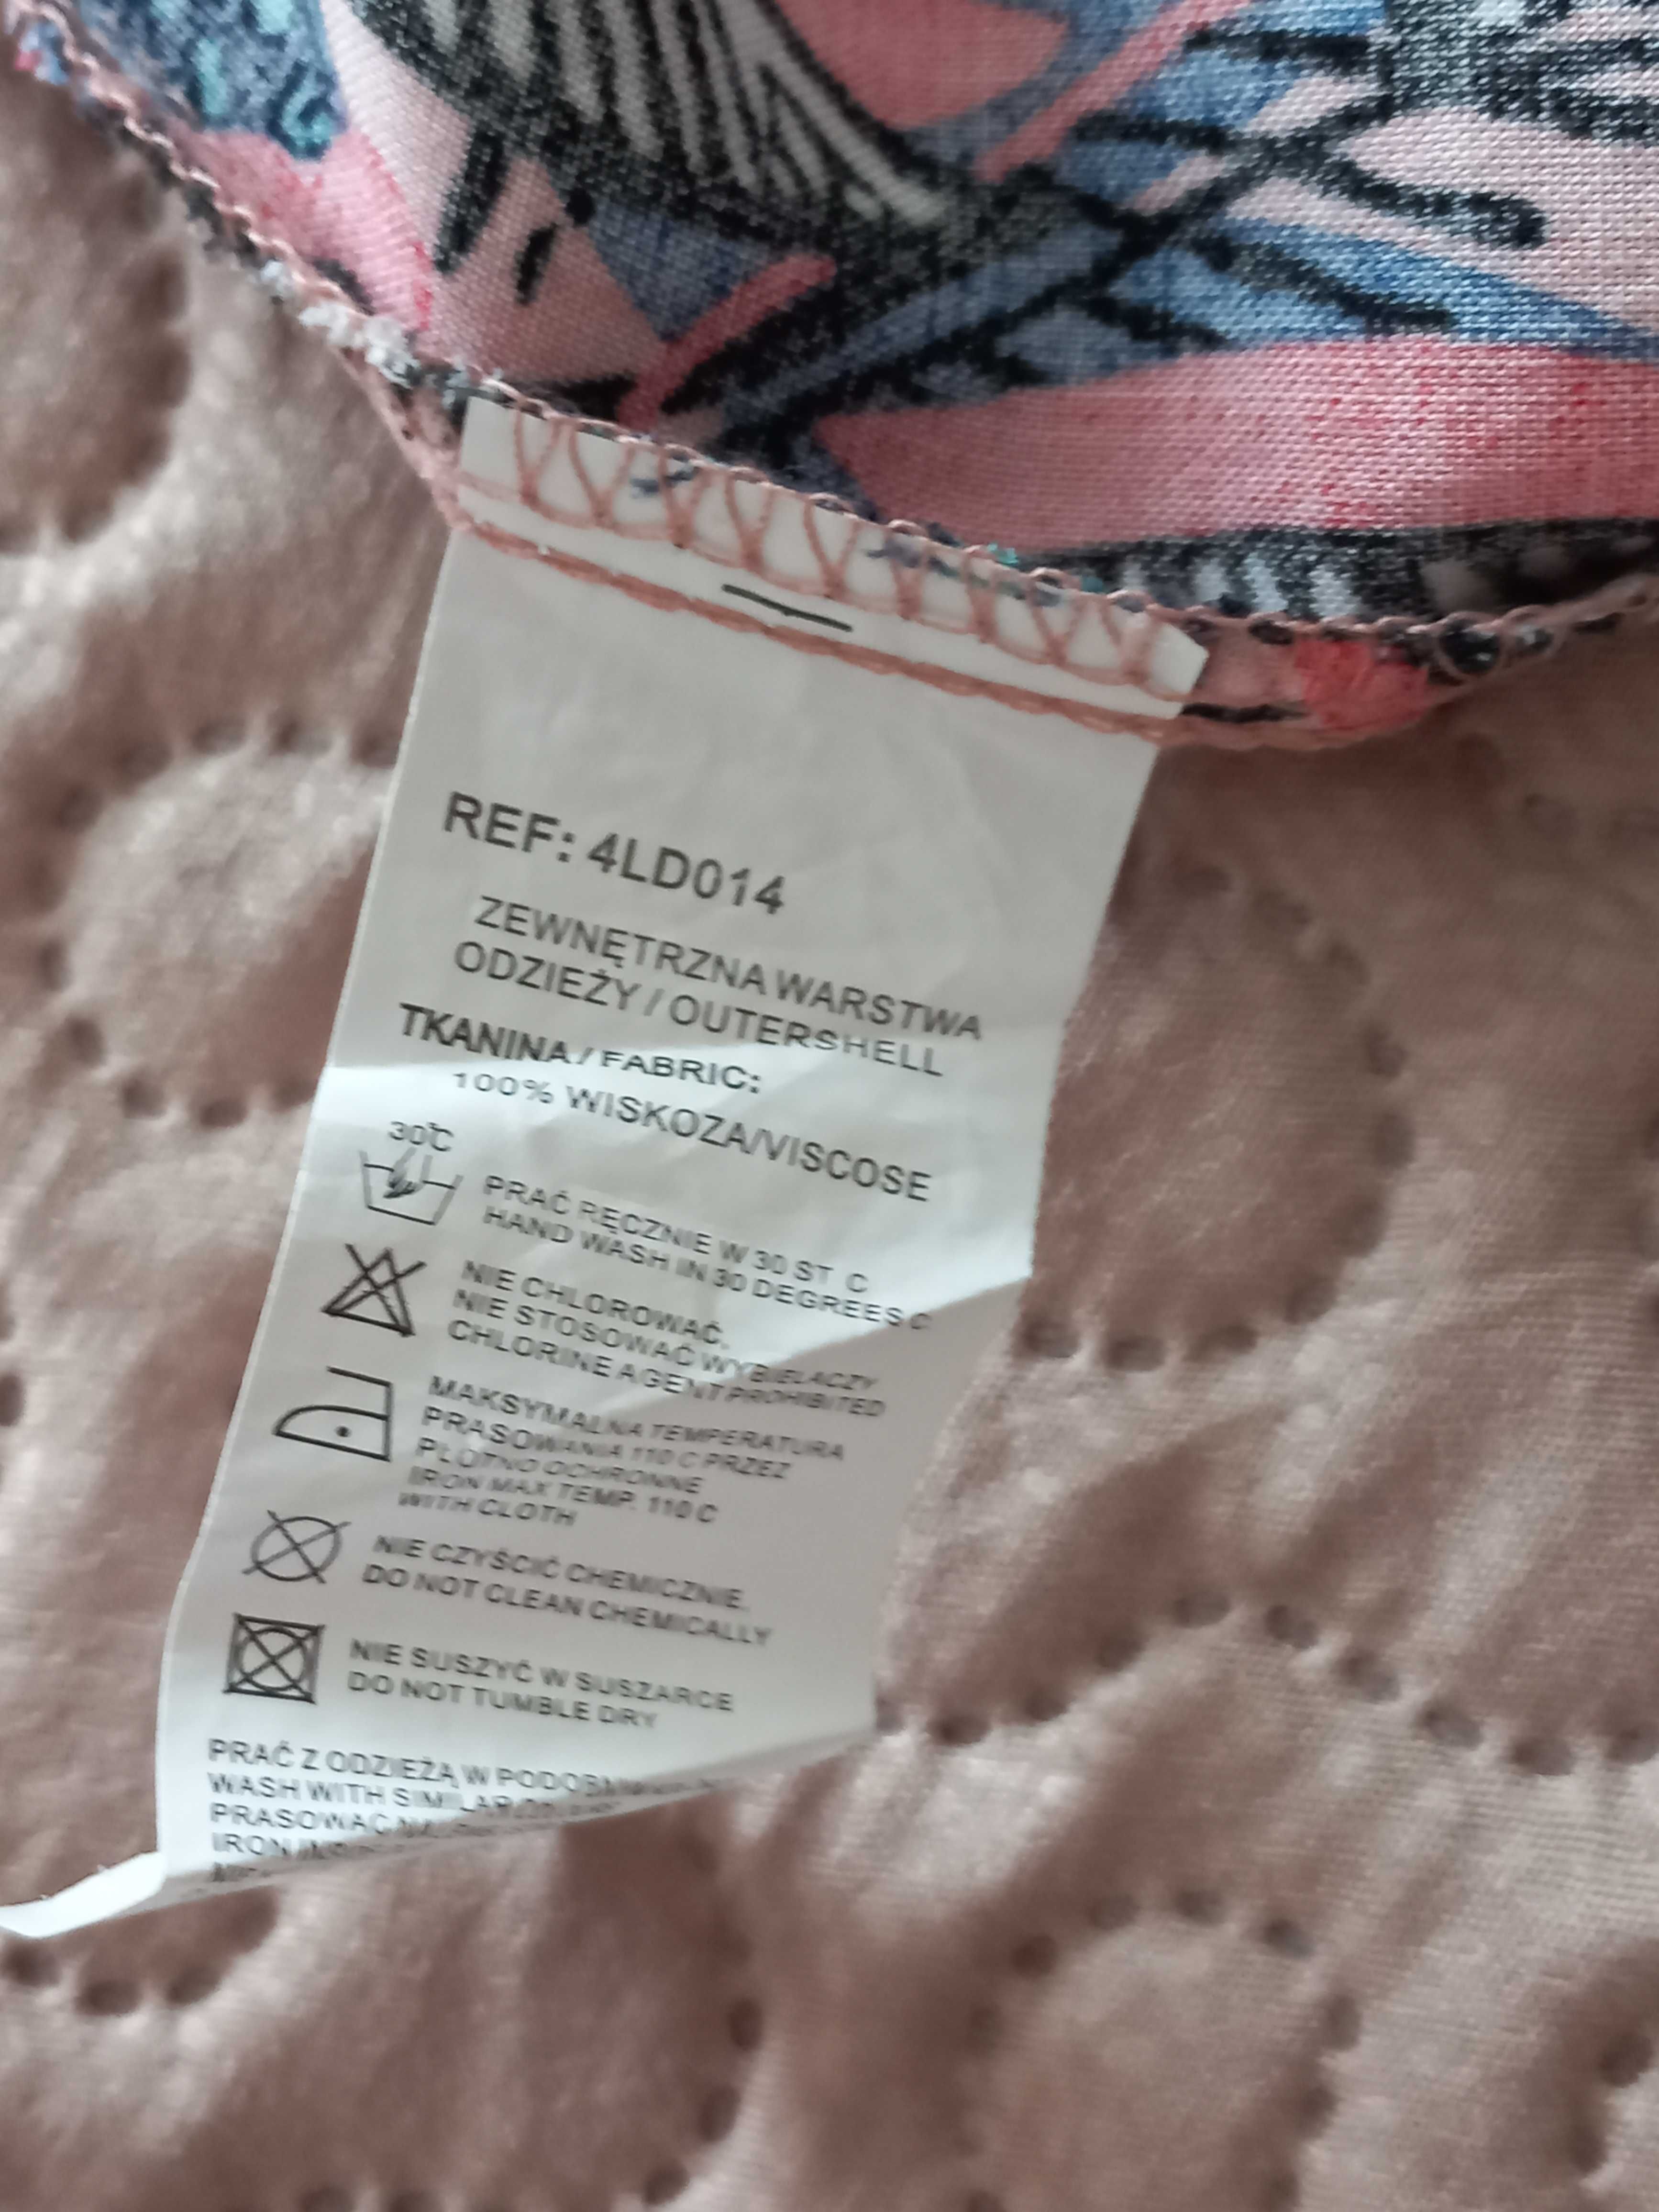 REF: 4LD014
ZEWNĘTRZNA WARSTWA
ODZIEŻY / OUTERSHELL
TKANINA / FABRIC:
100% WISKOZA/VISCOSE
30℃
PRAĆ RĘCZNIE W 30 ST C
HAND WASH IN 30 DEGREES C
NIE CHLOROWAĆ.
NIE STOSOWAĆ WYBIELACZY
CHLORINE AGENT PROHIBITED
MAKSYMALNA TEMPERATURA
PRASOWANIA 110 C PRZEZ
PŁÓTNO OCHRONNE
IRON MAX TEMP. 110 C
WITH CLOTH
NIE CZYŚCIĆ CHEMICZNIE.
DO NOT CLEAN CHEMICALLY
NIE SUSZYĆ W SUSZARCE
DO NOT TUMBLE DRY
PRAĆ Z ODZIEŻĄ W
WASH WITH SIMILAR
PRASOWAĆ
IRON